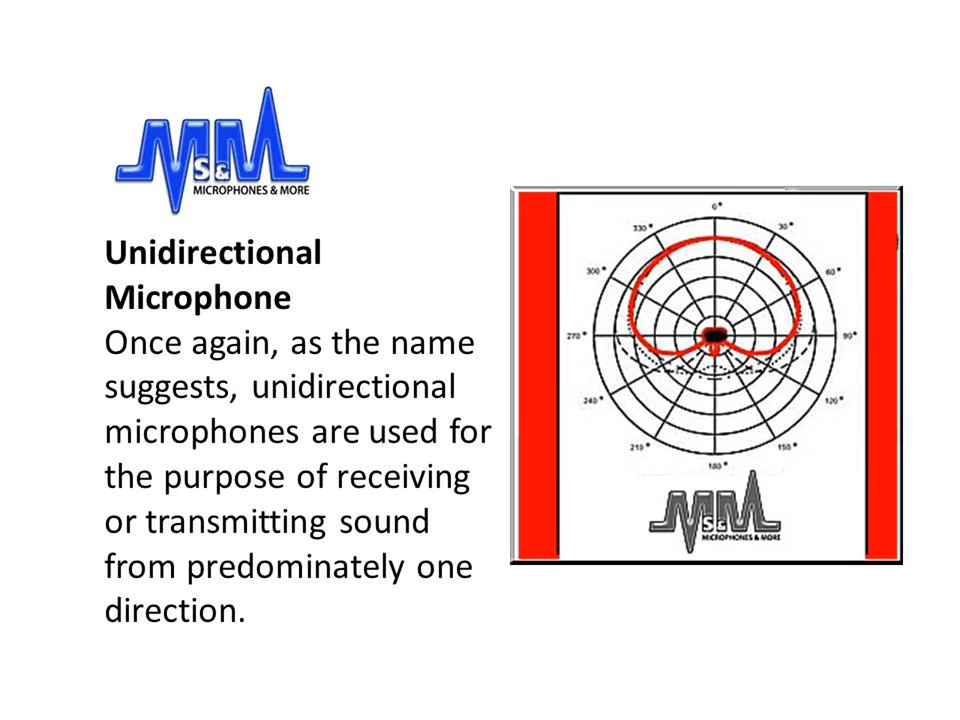 S&
MICROPHONES & MORE
Unidirectional
Microphone
Once again, as the name
suggests, unidirectional
microphones are used for
the purpose of receiving
or transmitting sound
from predominately one
direction.
0°
330° 30°
300° 60°
270° 90°
240° 120°
210° 150°
180°
MS&M
MICROPHONES & MORE